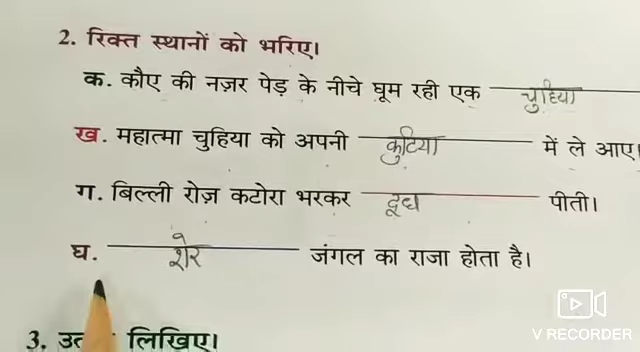 2. रिक्त स्थानों को भरिए।
क. कौए की नज़र पेड़ के नीचे घूम रही एक चुहिया
ख. महात्मा चुहिया को अपनी कुटिया में ले आए।
ग. बिल्ली रोज़ कटोरा भरकर दूध पीती।
घ. शेर जंगल का राजा होता है।
3. लिखिए।
V RECORDER